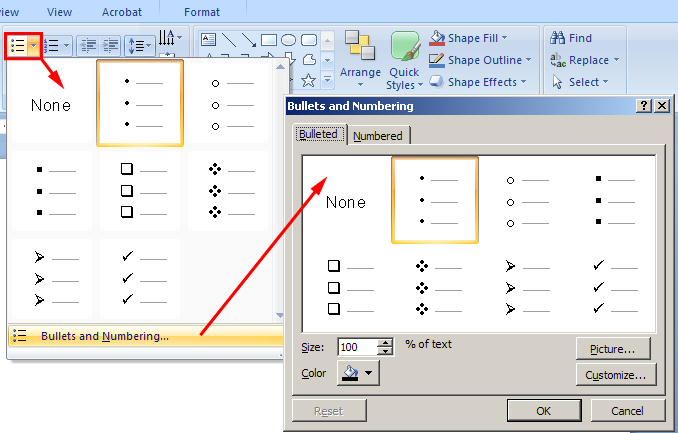 view View Acrobat Format
Arrange
Quick Styles
Shape Fill
Shape Outline
Shape Effects
Find
Replace
Select
None
Bullets and Numbering...
Bullets and Numbering
Bulleted
Numbered
None
Size: 100 % of text
Picture...
Color
Customize...
Reset
OK
Cancel